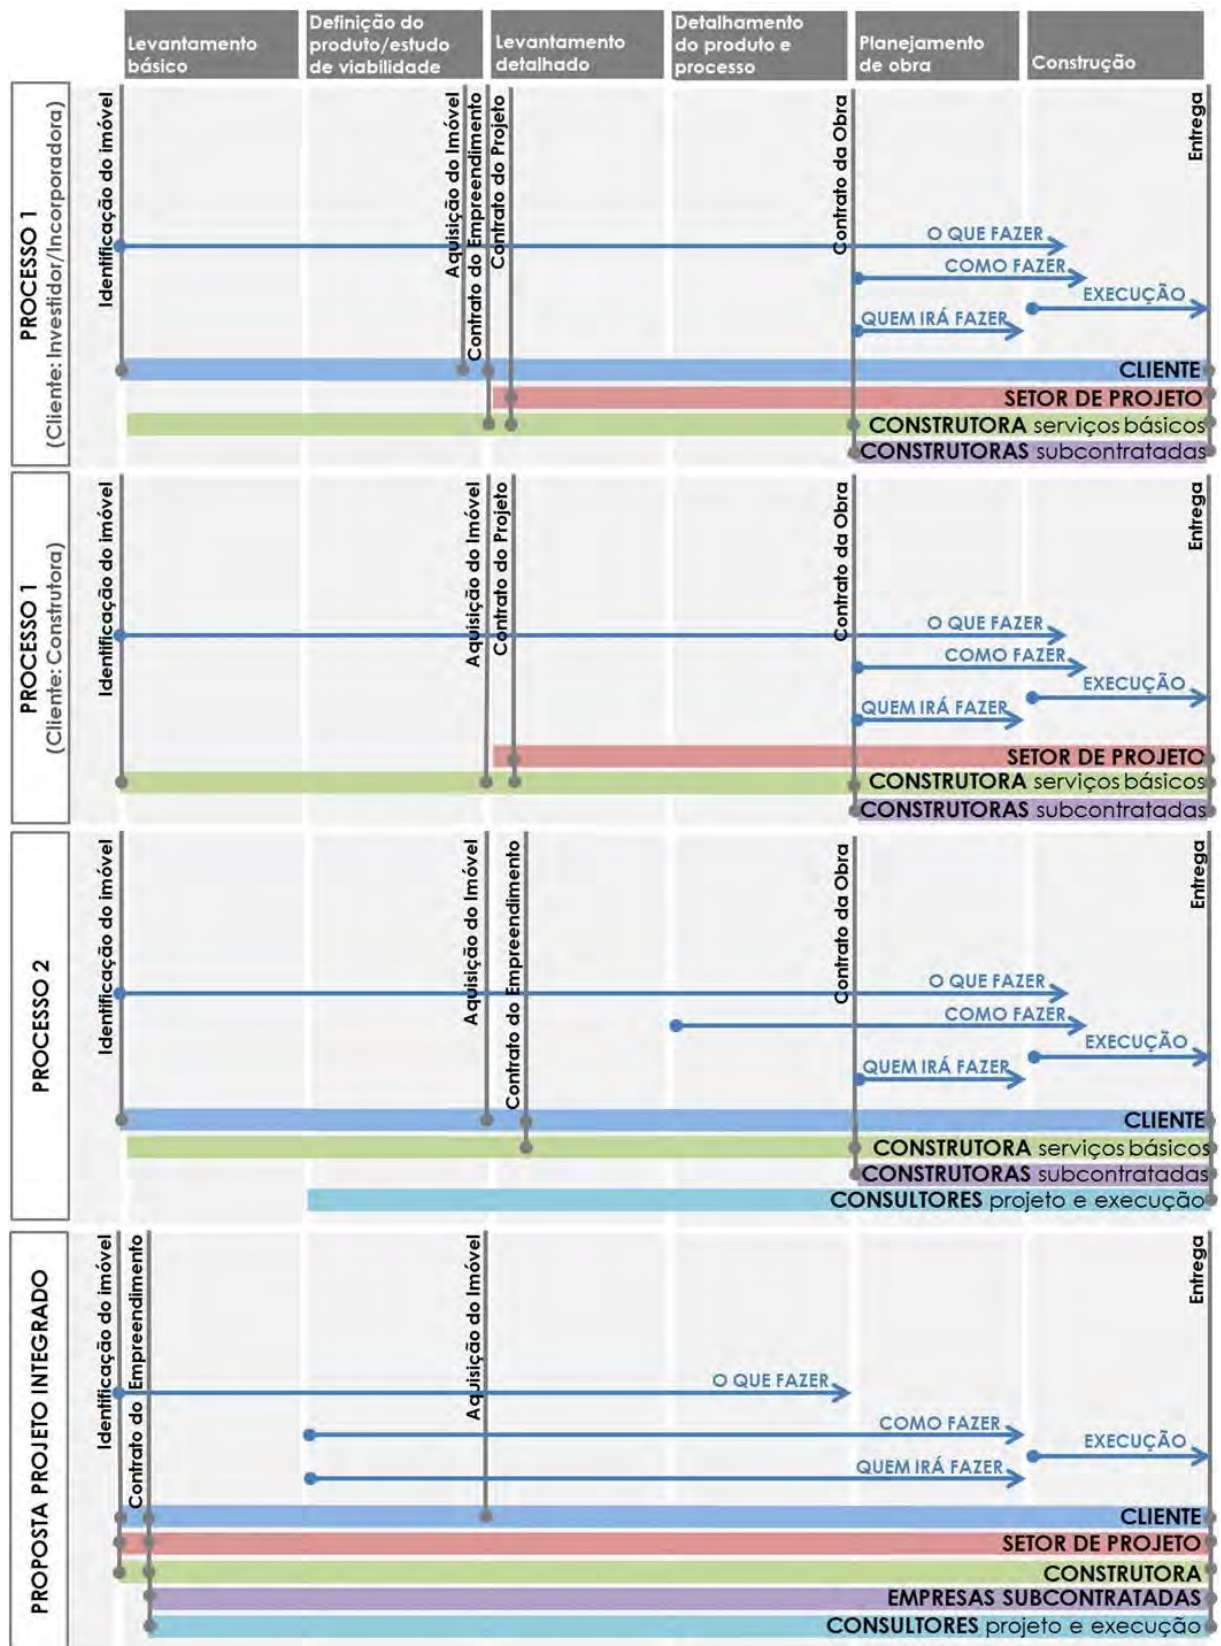 Levantamento
básico
Definição do
produto/estudo
de viabilidade
Levantamento
detalhado
Detalhamento
do produto e
processo
Planejamento
de obra
Construção
PROCESSO 1
(Cliente: Investidor/Incorporadora)
Identificação do imóvel
Aquisição do Imóvel
Contrato do Empreendimento
Contrato do Projeto
Contrato da Obra
Entrega
O QUE FAZER
COMO FAZER
EXECUÇÃO
QUEM IRÁ FAZER
CLIENTE
SETOR DE PROJETO
CONSTRUTORA serviços básicos
CONSTRUTORAS subcontratadas
PROCESSO 1
(Cliente: Construtora)
Identificação do imóvel
Aquisição do Imóvel
Contrato do Projeto
Contrato da Obra
Entrega
O QUE FAZER
COMO FAZER
EXECUÇÃO
QUEM IRÁ FAZER
SETOR DE PROJETO
CONSTRUTORA serviços básicos
CONSTRUTORAS subcontratadas
PROCESSO 2
Identificação do imóvel
Aquisição do Imóvel
Contrato do Empreendimento
Contrato da Obra
Entrega
O QUE FAZER
COMO FAZER
EXECUÇÃO
QUEM IRÁ FAZER
CLIENTE
CONSTRUTORA serviços básicos
CONSTRUTORAS subcontratadas
CONSULTORES projeto e execução
PROPOSTA PROJETO INTEGRADO
Identificação do imóvel
Contrato do Empreendimento
Aquisição do Imóvel
Entrega
O QUE FAZER
COMO FAZER
EXECUÇÃO
QUEM IRÁ FAZER
CLIENTE
SETOR DE PROJETO
CONSTRUTORA
EMPRESAS SUBCONTRATADAS
CONSULTORES projeto e execução